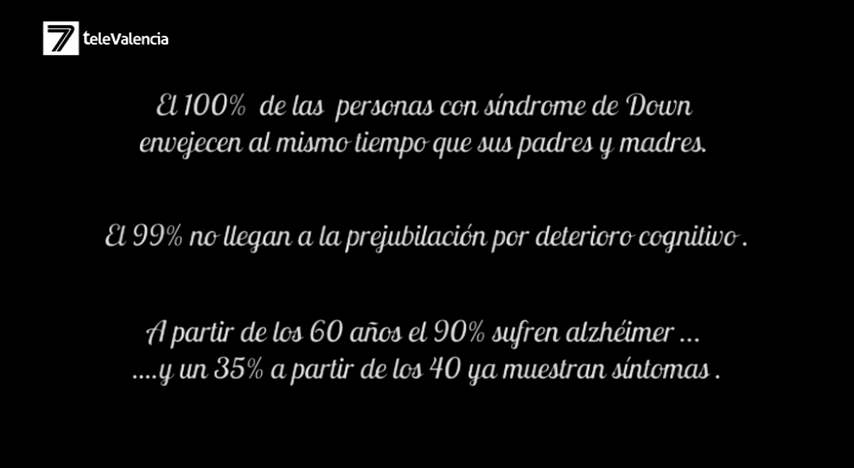 7 teleValencia
El 100% de las personas con síndrome de Down
envejecen al mismo tiempo que sus padres y madres.
El 99% no llegan a la prejubilación por deterioro cognitivo.
A partir de los 60 años el 90% sufren alzhéimer ...
....y un 35% a partir de los 40 ya muestran síntomas.